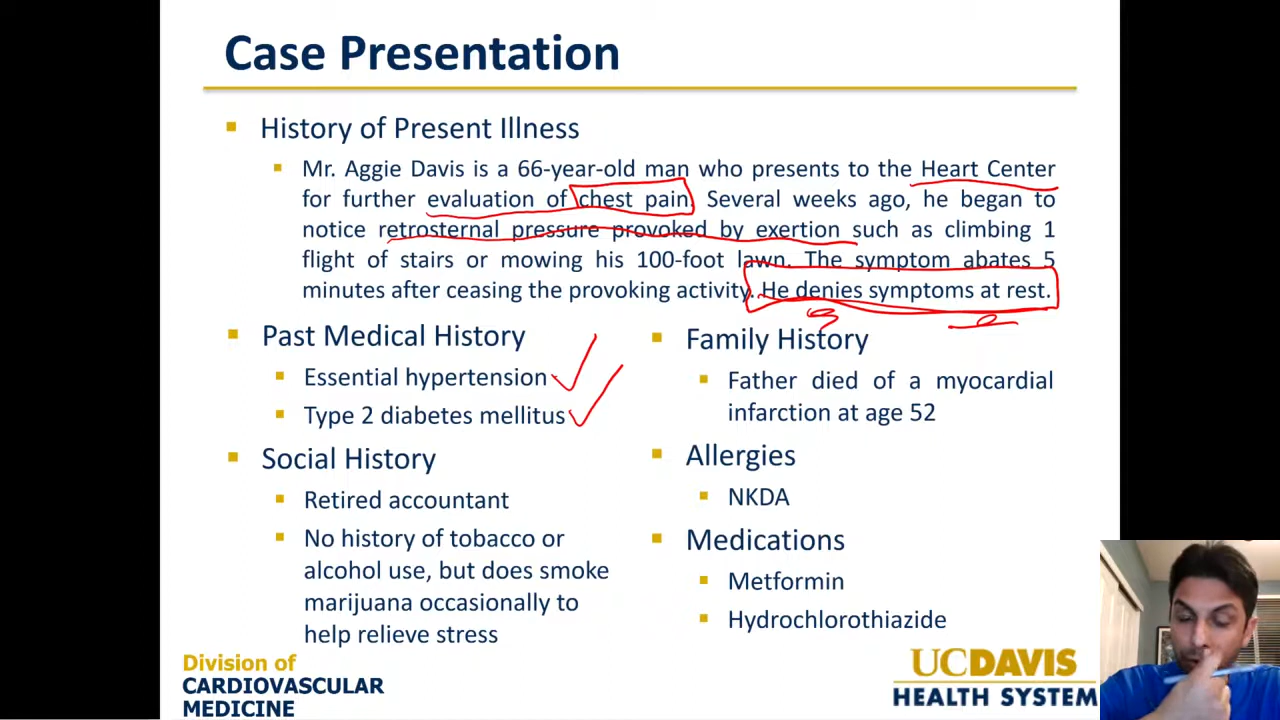 Case Presentation
History of Present Illness
Mr. Aggie Davis is a 66-year-old man who presents to the Heart Center
for further evaluation of chest pain. Several weeks ago, he began to
notice retrosternal pressure provoked by exertion such as climbing 1
flight of stairs or mowing his 100-foot lawn. The symptom abates 5
minutes after ceasing the provoking activity. He denies symptoms at rest.
Past Medical History
Essential hypertension
Type 2 diabetes mellitus
Social History
Retired accountant
No history of tobacco or
alcohol use, but does smoke
marijuana occasionally to
help relieve stress
Family History
Father died of a myocardial
infarction at age 52
Allergies
NKDA
Medications
Metformin
Hydrochlorothiazide
Division of
CARDIOVASCULAR
MEDICINE
UCDAVIS
HEALTH SYSTEM